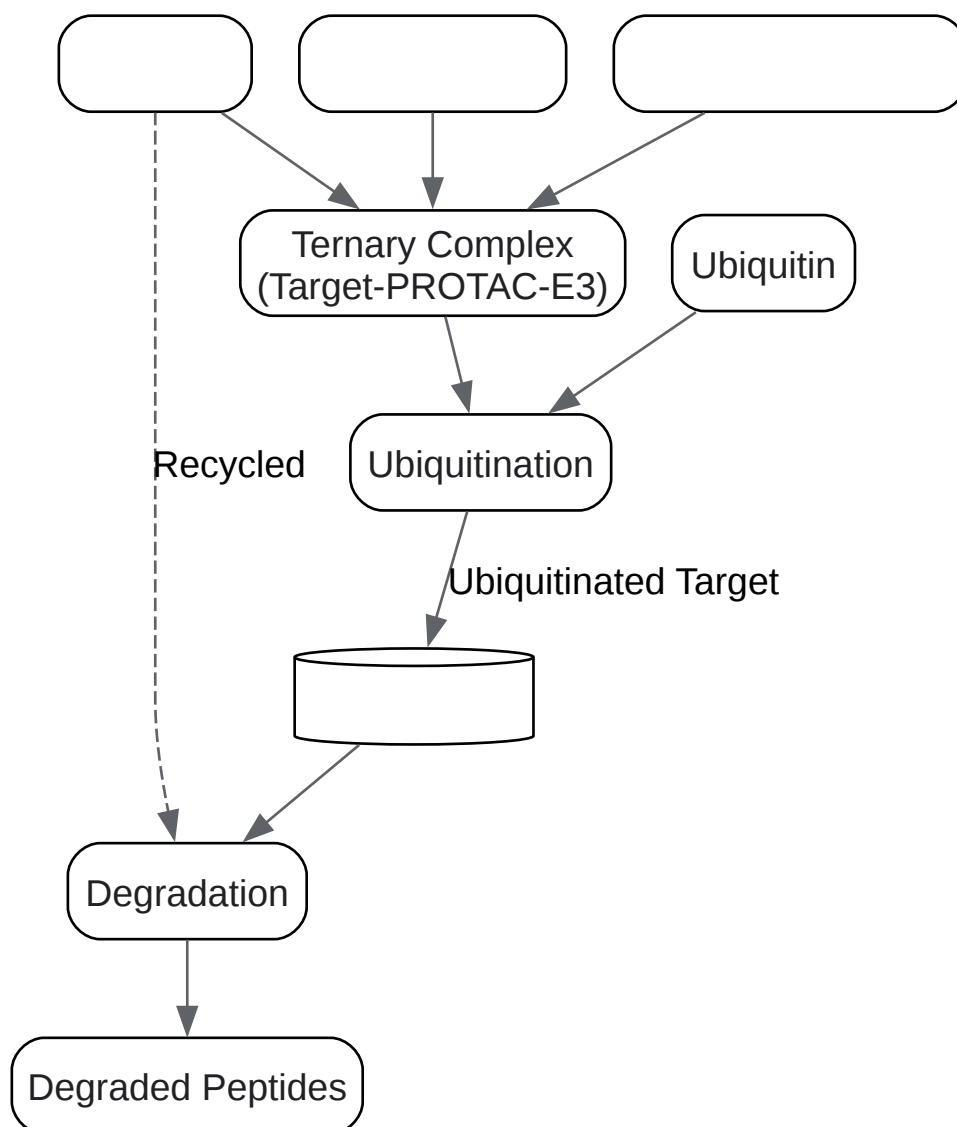 Ternary Complex
(Target-PROTAC-E3)
Ubiquitin
Recycled
Ubiquitination
Ubiquitinated Target
Degradation
Degraded Peptides